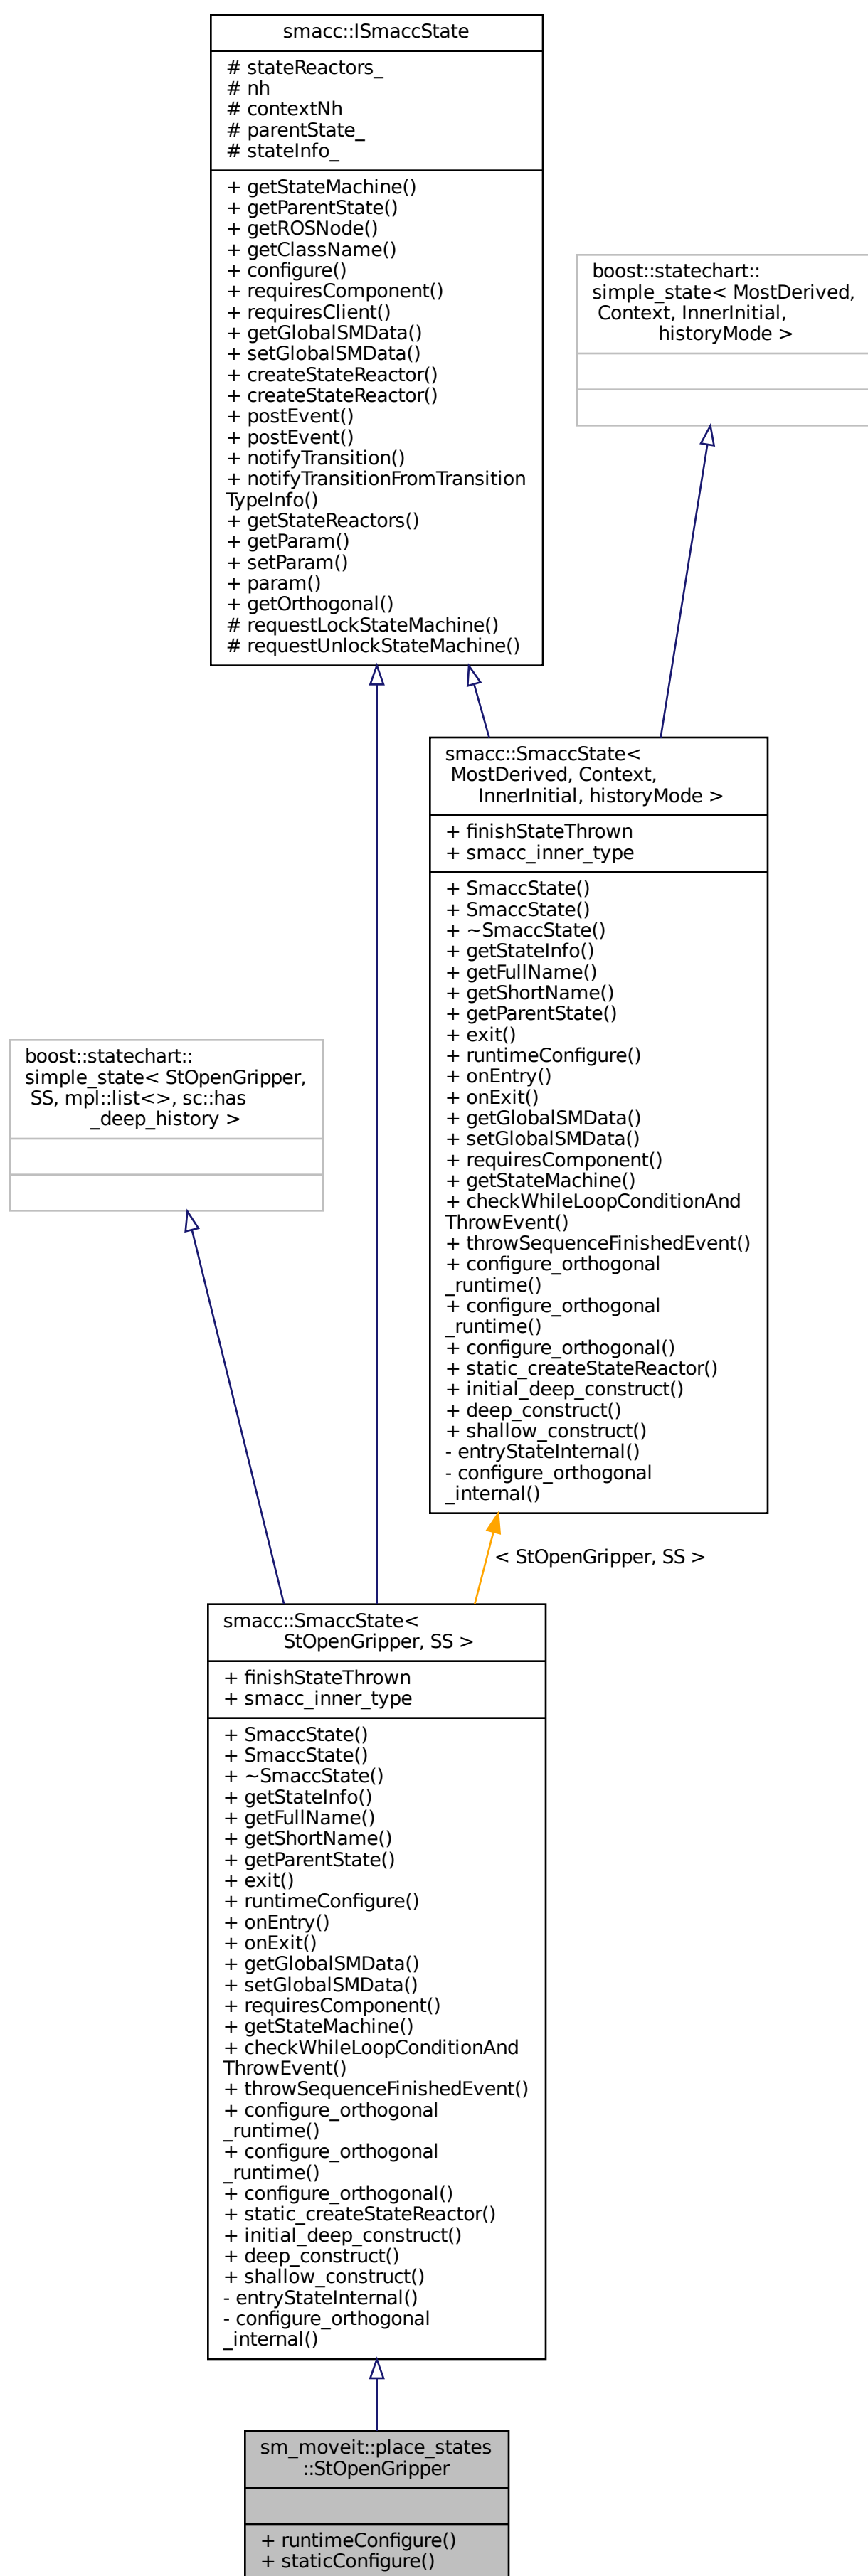 smacc::ISmaccState
# stateReactors_
# nh
# contextNh
# parentState_
# stateInfo_
+ getStateMachine()
+ getParentState()
+ getROSNode()
+ getClassName()
+ configure()
+ requiresComponent()
+ requiresClient()
+ getGlobalSMData()
+ setGlobalSMData()
+ createStateReactor()
+ createStateReactor()
+ postEvent()
+ postEvent()
+ notifyTransition()
+ notifyTransitionFromTransition
TypeInfo()
+ getStateReactors()
+ getParam()
+ setParam()
+ param()
+ getOrthogonal()
# requestLockStateMachine()
# requestUnlockStateMachine()
boost::statechart::
simple_state< MostDerived,
Context, InnerInitial,
historyMode >
smacc::SmaccState<
MostDerived, Context,
InnerInitial, historyMode >
+ finishStateThrown
+ smacc_inner_type
+ SmaccState()
+ SmaccState()
+ ~SmaccState()
+ getStateInfo()
+ getFullName()
+ getShortName()
+ getParentState()
+ exit()
+ runtimeConfigure()
+ onEntry()
+ onExit()
+ getGlobalSMData()
+ setGlobalSMData()
+ requiresComponent()
+ getStateMachine()
+ checkWhileLoopConditionAnd
ThrowEvent()
+ throwSequenceFinishedEvent()
+ configure_orthogonal
_runtime()
+ configure_orthogonal
_runtime()
+ configure_orthogonal()
+ static_createStateReactor()
+ initial_deep_construct()
+ deep_construct()
+ shallow_construct()
- entryStateInternal()
- configure_orthogonal
_internal()
boost::statechart::
simple_state< StOpenGripper,
SS, mpl::list<>, sc::has
_deep_history >
< StOpenGripper, SS >
smacc::SmaccState<
StOpenGripper, SS >
+ finishStateThrown
+ smacc_inner_type
+ SmaccState()
+ SmaccState()
+ ~SmaccState()
+ getStateInfo()
+ getFullName()
+ getShortName()
+ getParentState()
+ exit()
+ runtimeConfigure()
+ onEntry()
+ onExit()
+ getGlobalSMData()
+ setGlobalSMData()
+ requiresComponent()
+ getStateMachine()
+ checkWhileLoopConditionAnd
ThrowEvent()
+ throwSequenceFinishedEvent()
+ configure_orthogonal
_runtime()
+ configure_orthogonal
_runtime()
+ configure_orthogonal()
+ static_createStateReactor()
+ initial_deep_construct()
+ deep_construct()
+ shallow_construct()
- entryStateInternal()
- configure_orthogonal
_internal()
sm_moveit::place_states
::StOpenGripper
+ runtimeConfigure()
+ staticConfigure()